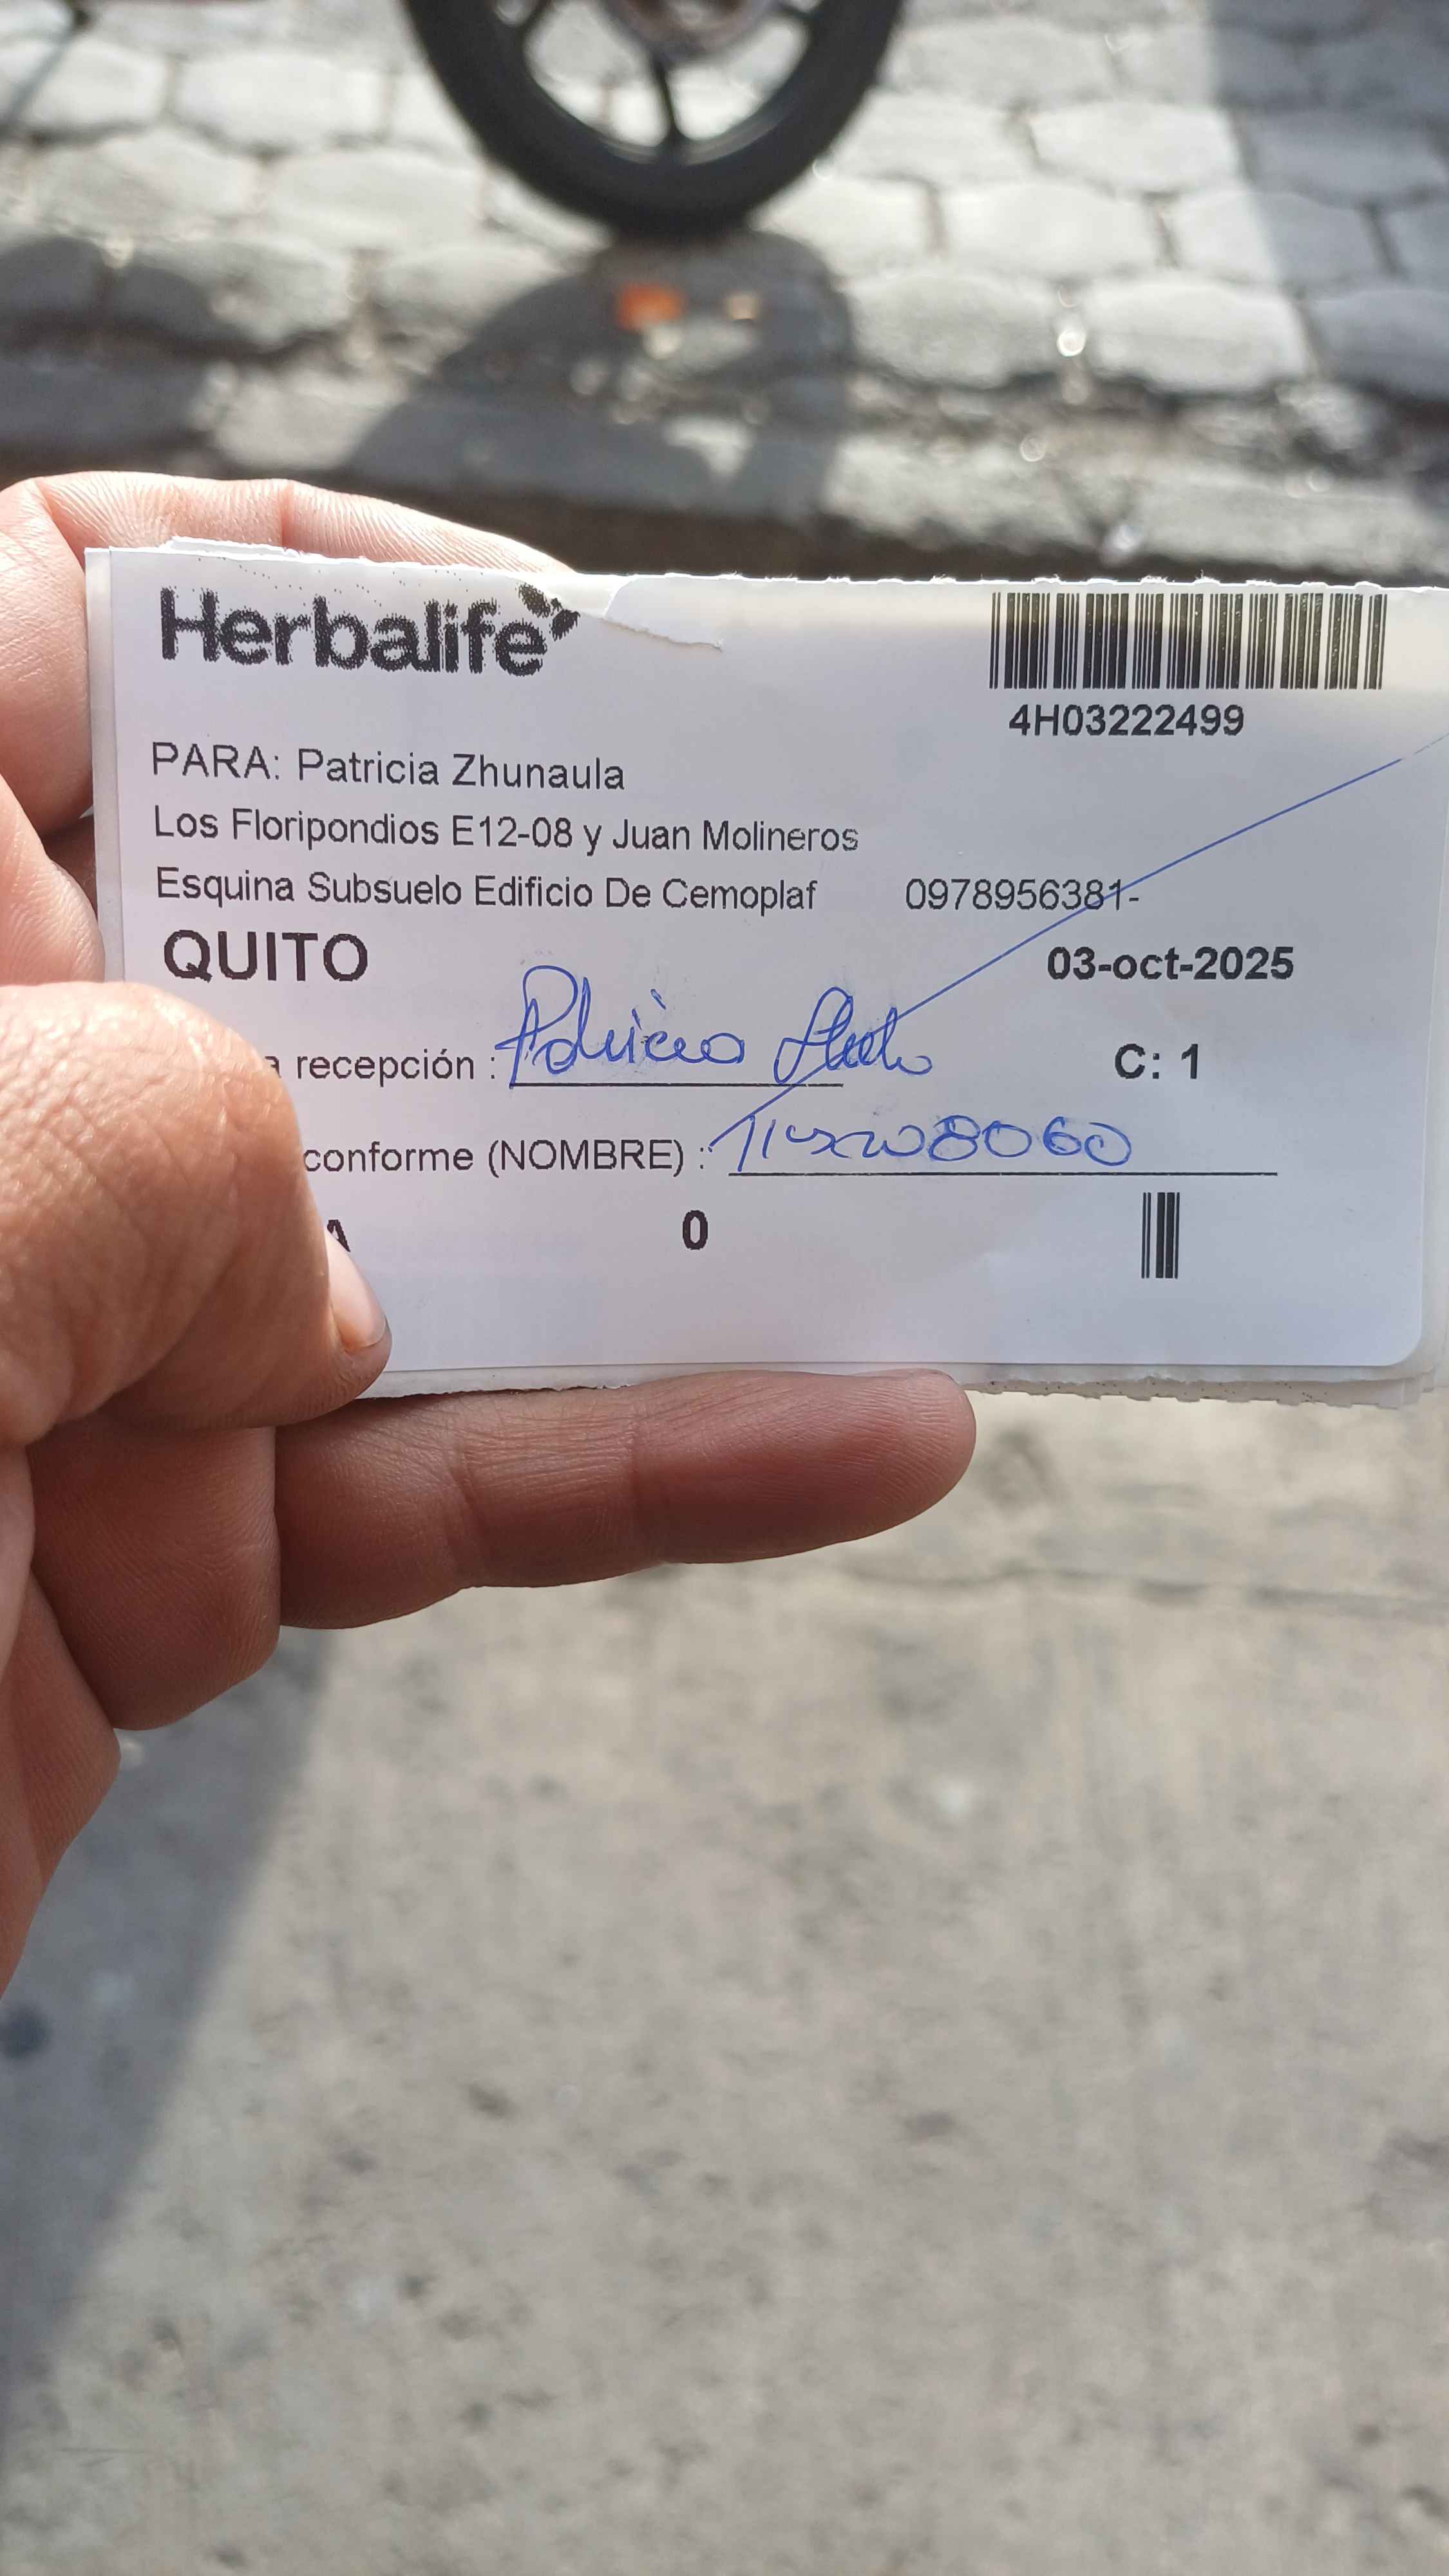 Herbalife
4H03222499
PARA: Patricia Zhunaula
Los Floripondios E12-08 y Juan Molineros
Esquina Subsuelo Edificio De Cemoplaf 0978956381-
QUITO 03-oct-2025
recepción : Patricia C: 1
conforme (NOMBRE) :
0